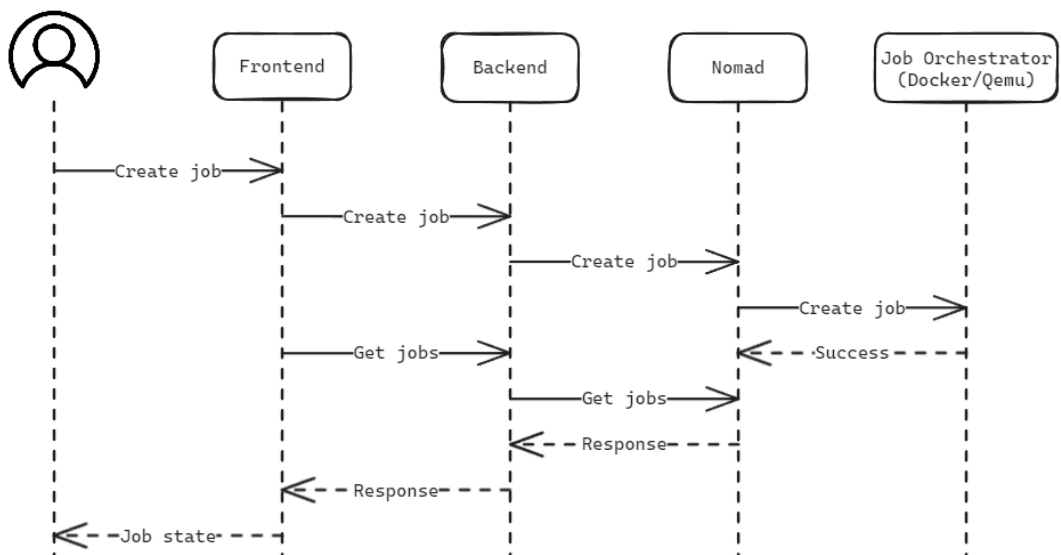 Frontend
Backend
Nomad
Job Orchestrator
(Docker/Qemu)
Create job
Create job
Create job
Create job
Get jobs
Success
Get jobs
Response
Response
Job state